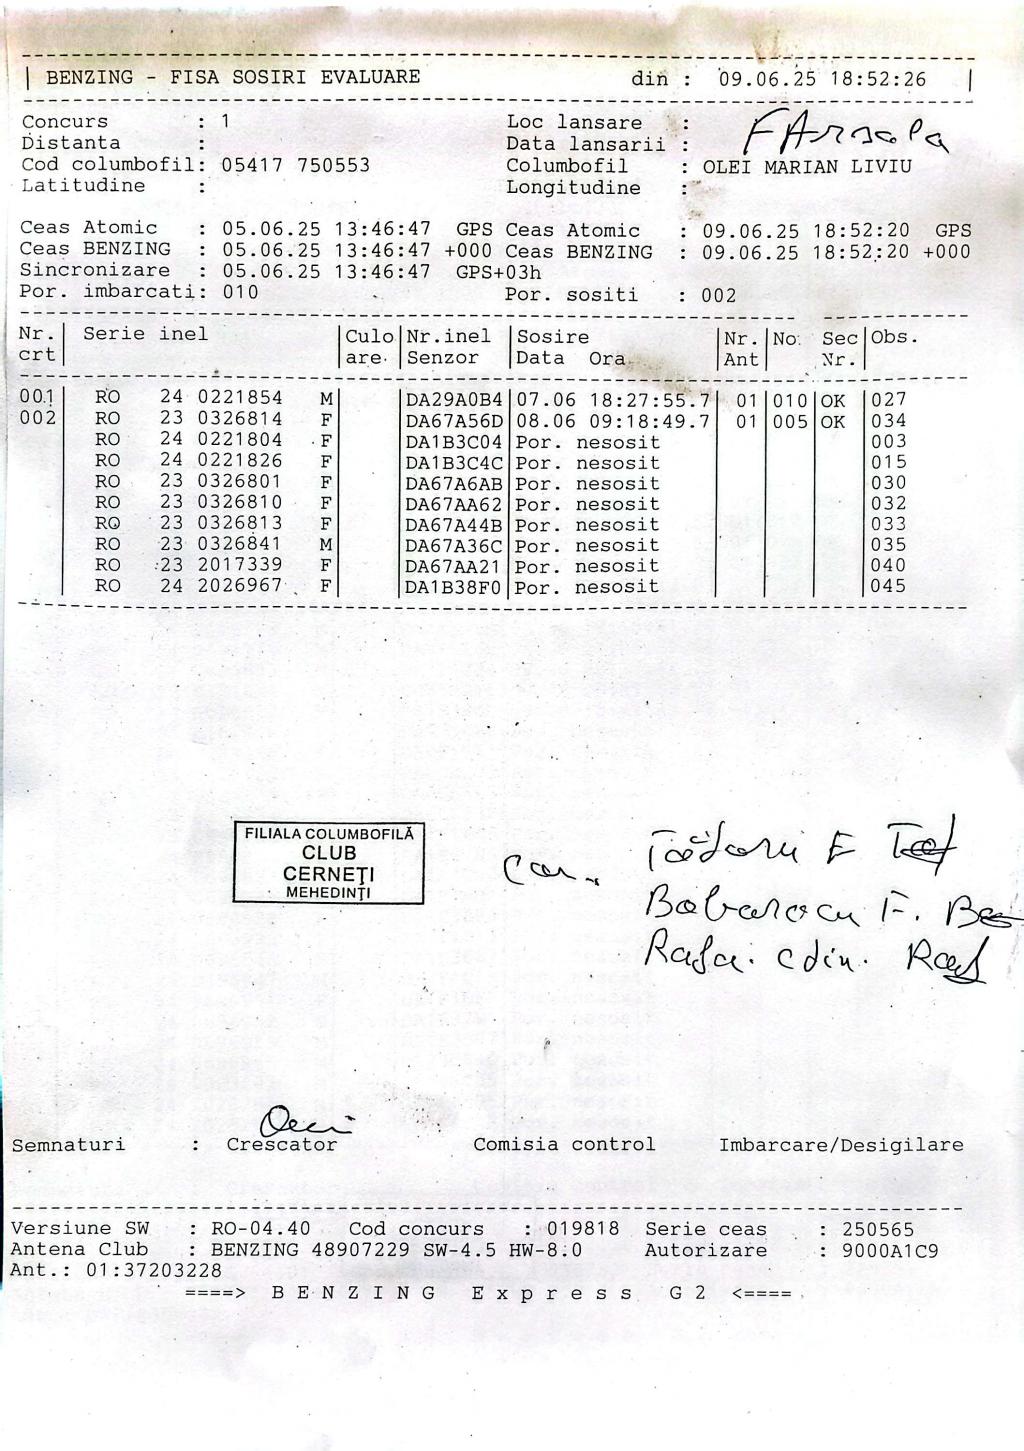 BENZING - FISA SOSIRI EVALUARE din : 09.06.25 18:52:26
Concurs : 1 Loc lansare :
Distanta : Data lansarii :
Cod columbofil: 05417 750553 Columbofil : OLEI MARIAN LIVIU
Latitudine : Longitudine :
Ceas Atomic : 05.06.25 13:46:47 GPS Ceas Atomic : 09.06.25 18:52:20 GPS
Ceas BENZING : 05.06.25 13:46:47 +000 Ceas BENZING : 09.06.25 18:52:20 +000
Sincronizare : 05.06.25 13:46:47 GPS+03h
Por. imbarcati: 010 Por. sositi : 002
Nr. Serie inel Culo Nr.inel Sosire Nr. No. Sec Obs.
crt are. Senzor Data Ora Ant Nr.
001 RO 24 0221854 M DA29A0B4 07.06 18:27:55.7 01 010 OK 027
002 RO 23 0326814 F DA67A56D 08.06 09:18:49.7 01 005 OK 034
RO 24 0221804 F DA1B3C04 Por. nesosit 003
RO 24 0221826 F DA1B3C4C Por. nesosit 015
RO 23 0326801 F DA67A6AB Por. nesosit 030
RO 23 0326810 F DA67AA62 Por. nesosit 032
RO 23 0326813 F DA67A44B Por. nesosit 033
RO 23 0326841 M DA67A36C Por. nesosit 035
RO 23 2017339 F DA67AA21 Por. nesosit 040
RO 24 2026967 F DA1B38F0 Por. nesosit 045
FILIALA COLUMBOFILĂ
CLUB
CERNEȚI
MEHEDINȚI
Semnaturi : Crescator Comisia control Imbarcare/Desigilare
Versiune SW : RO-04.40 Cod concurs : 019818 Serie ceas : 250565
Antena Club : BENZING 48907229 SW-4.5 HW-8.0 Autorizare : 9000A1C9
Ant.: 01:37203228
====> B E N Z I N G E x p r e s s G 2 <====